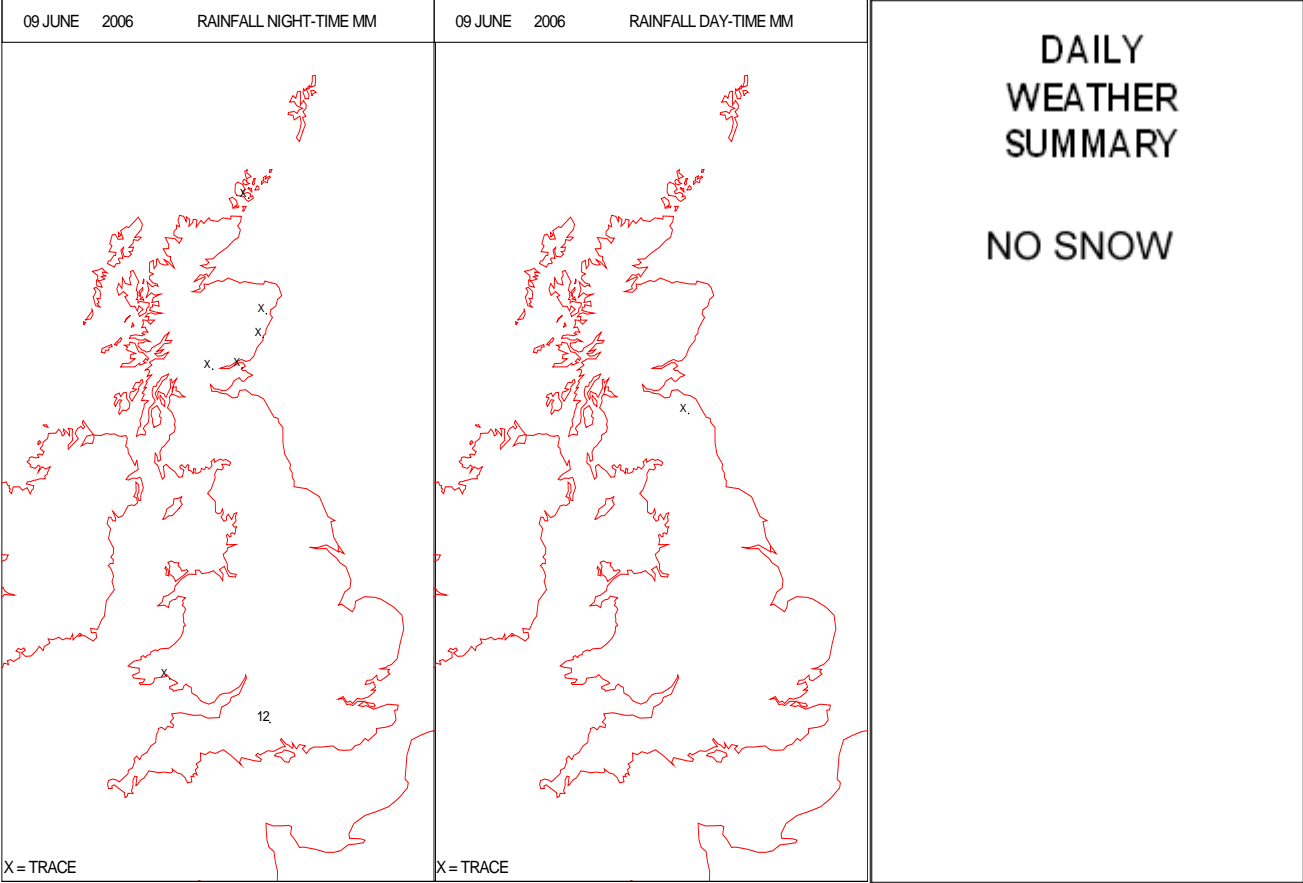 09 JUNE 2006 RAINFALL NIGHT-TIME MM
X
X
X
X
X
X
12
X = TRACE
09 JUNE 2006 RAINFALL DAY-TIME MM
X
X = TRACE
DAILY
WEATHER
SUMMARY
NO SNOW